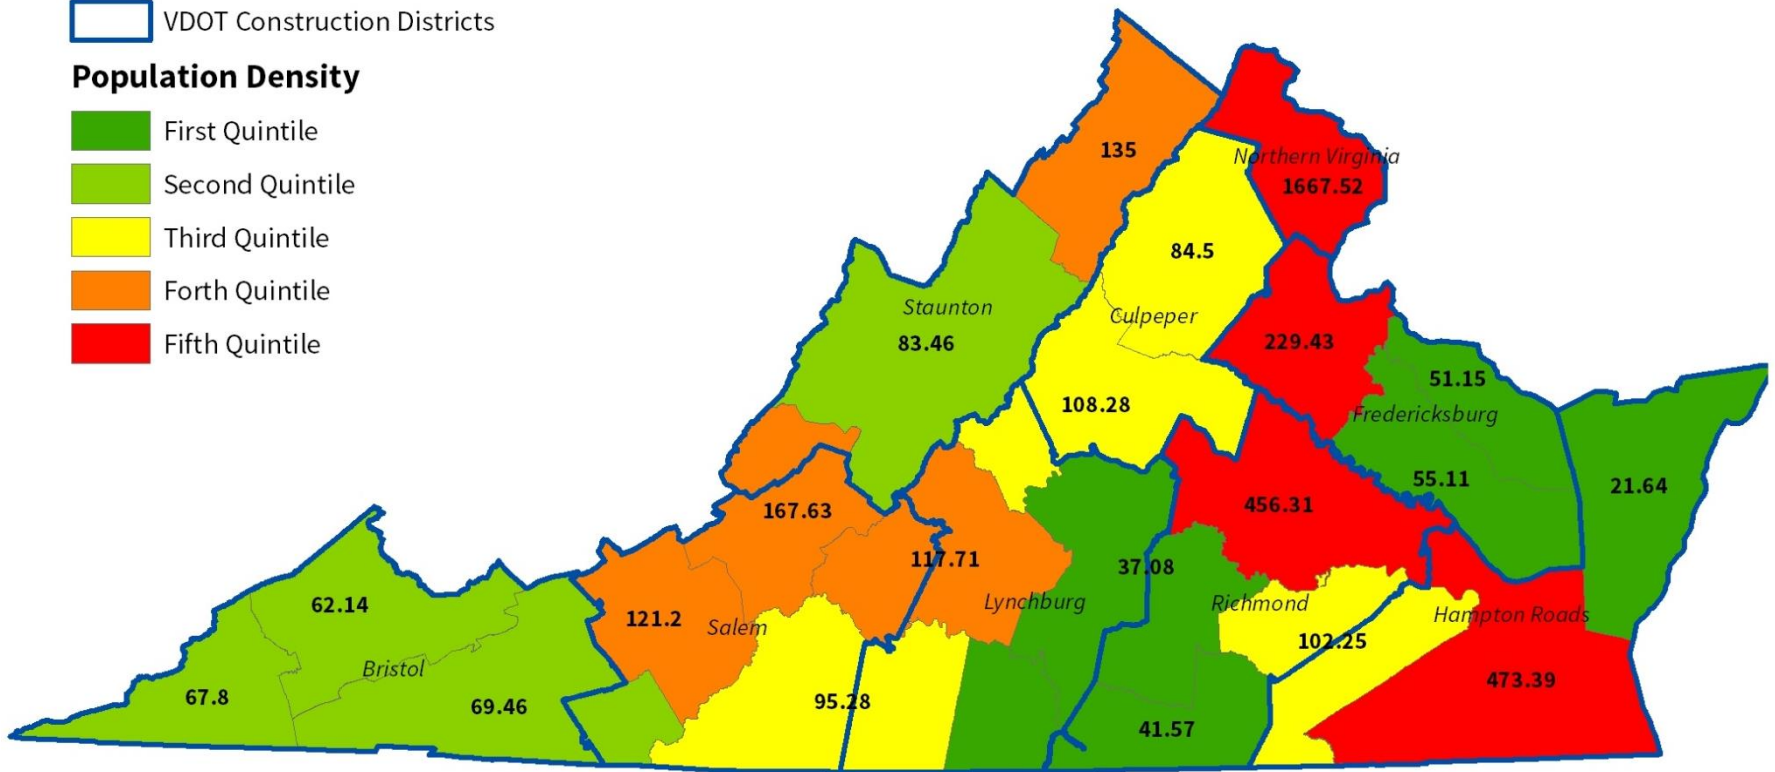 VDOT Construction Districts
Population Density
First Quintile
Second Quintile
Third Quintile
Forth Quintile
Fifth Quintile
135
Northern Virginia
1667.52
84.5
Staunton
83.46
Culpeper
229.43
51.15
108.28
Fredericksburg
55.11
21.64
167.63
456.31
117.71
37.08
62.14
121.2
Salem
Lynchburg
Richmond
Hampton Roads
102.25
Bristol
67.8
69.46
95.28
473.39
41.57